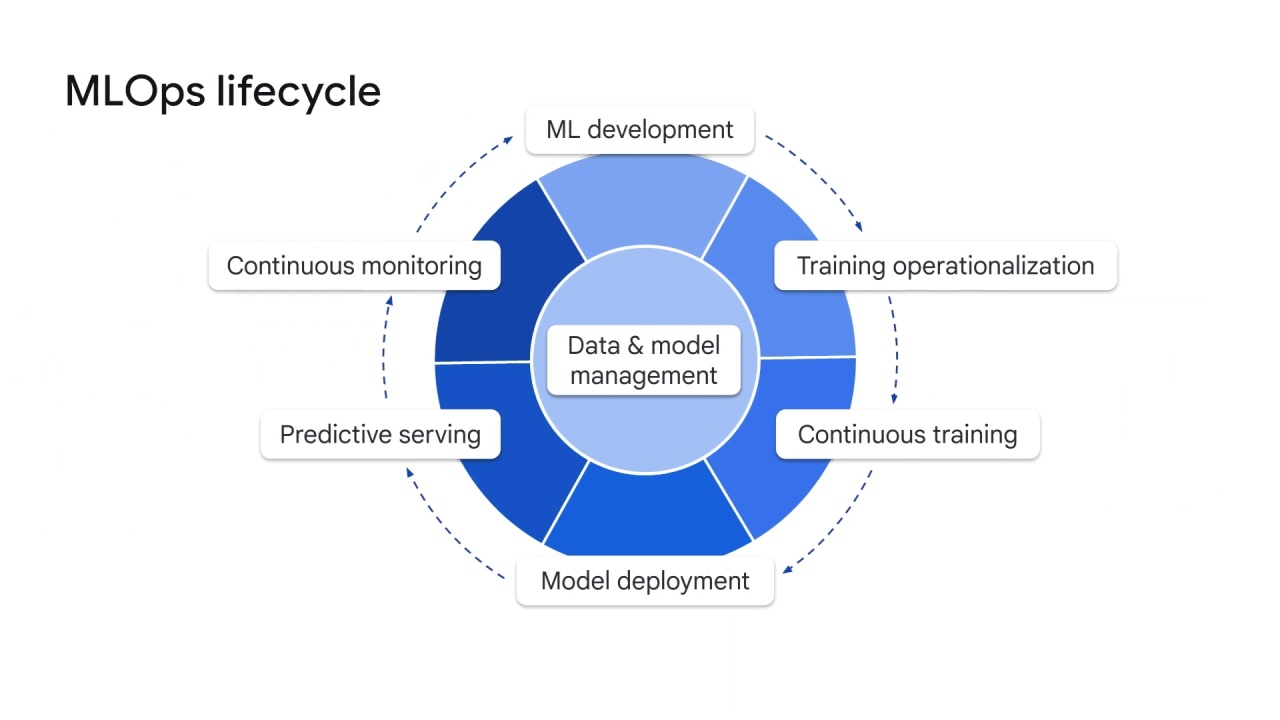 MLOps lifecycle
ML development
Continuous monitoring
Training operationalization
Data & model
management
Predictive serving
Continuous training
Model deployment